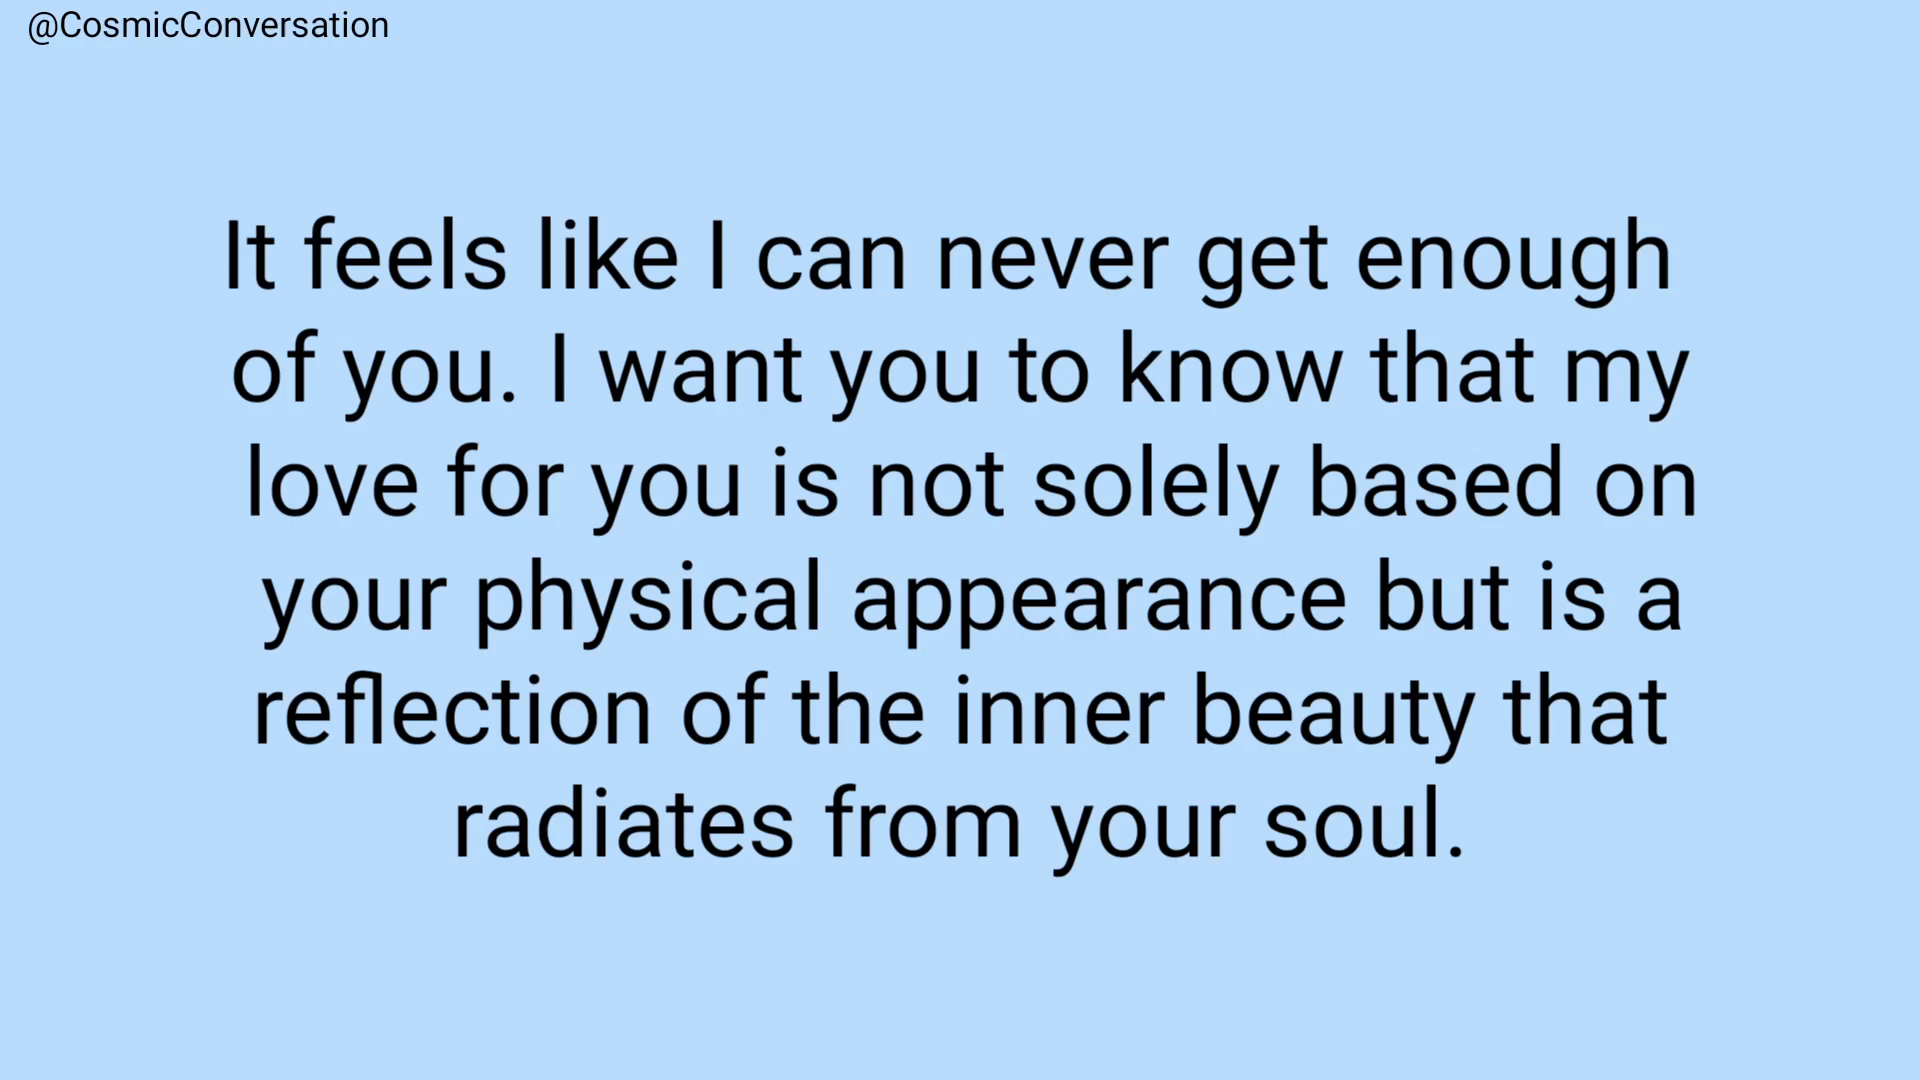 @CosmicConversation
It feels like I can never get enough
of you. I want you to know that my
love for you is not solely based on
your physical appearance but is a
reflection of the inner beauty that
radiates from your soul.